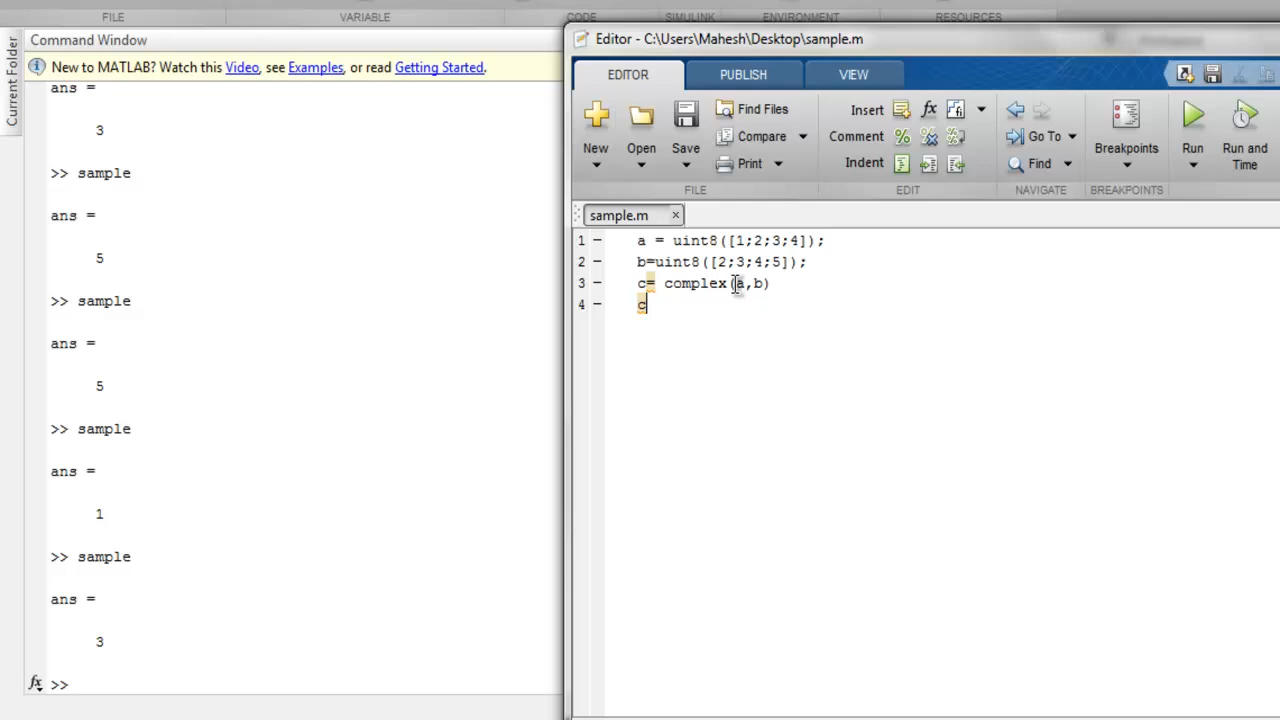 FILE VARIABLE CODE SIMULINK ENVIRONMENT RESOURCES
Current Folder
Command Window
New to MATLAB? Watch this Video, see Examples, or read Getting Started.
ans =
3
>> sample
ans =
5
>> sample
ans =
5
>> sample
ans =
1
>> sample
ans =
3
fx >>
Editor - C:\Users\Mahesh\Desktop\sample.m
EDITOR PUBLISH VIEW
New Open Save
Find Files
Compare
Print
FILE
Insert fx
Comment %
Indent
EDIT
Go To
Find
NAVIGATE
Breakpoints
BREAKPOINTS
Run
Run and
Time
sample.m ×
1 – a = uint8([1;2;3;4]);
2 – b=uint8([2;3;4;5]);
3 – c= complex(a,b)
4 – c